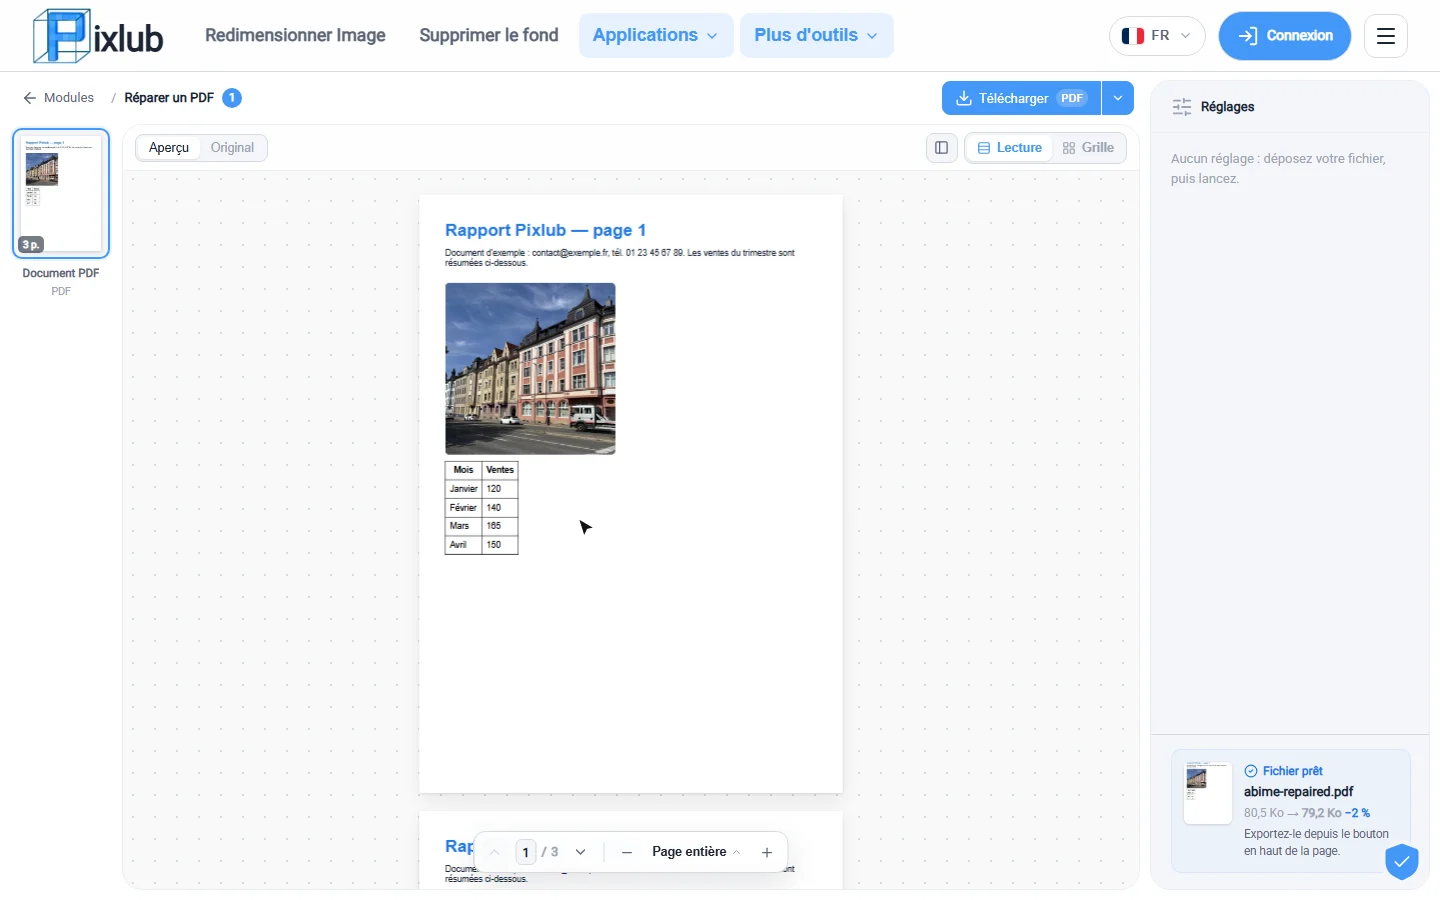 Pixlub
Redimensionner Image
Supprimer le fond
Applications
Plus d'outils
FR
Connexion
Modules / Réparer un PDF 1
Télécharger PDF
Réglages
Aperçu
Original
Lecture
Grille
Aucun réglage : déposez votre fichier,
puis lancez.
3 p.
Document PDF
PDF
Rapport Pixlub — page 1
Document d'exemple : contact@exemple.fr, tél. 01 23 45 67 89. Les ventes du trimestre sont
résumées ci-dessous.
Mois Ventes
Janvier 120
Février 140
Mars 165
Avril 150
Fichier prêt
abime-repaired.pdf
80,5 Ko → 79,2 Ko −2 %
Exportez-le depuis le bouton
en haut de la page.
1 / 3
Page entière
résumées ci-dessous.